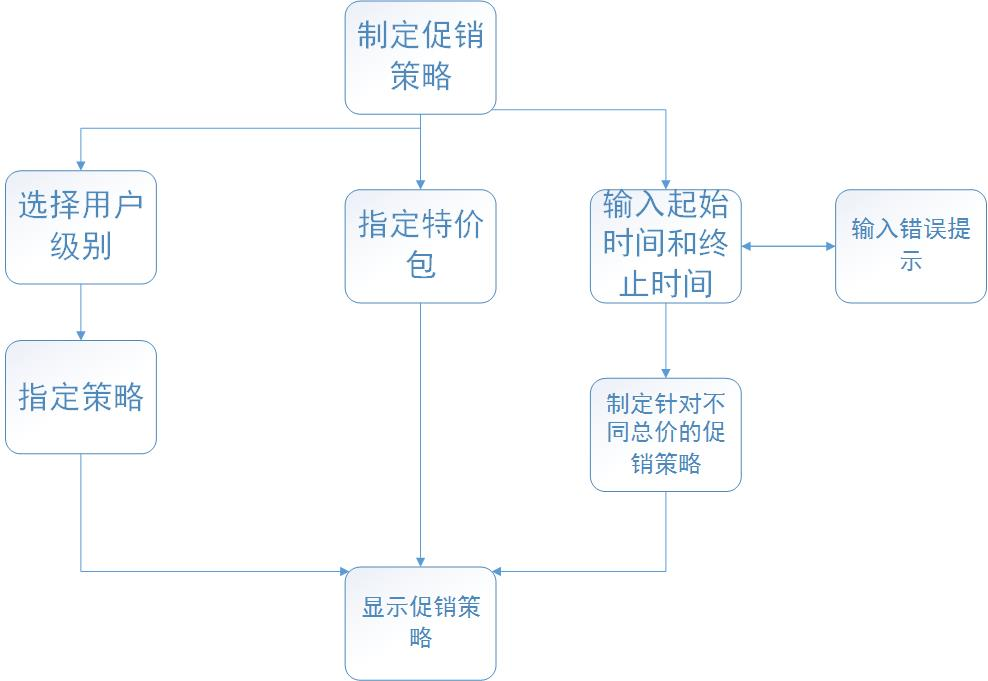 制定促销
策略
选择用户
级别
指定特价
包
输入起始
时间和终
止时间
输入错误提
示
指定策略
制定针对不
同总价的促
销策略
显示促销策
略